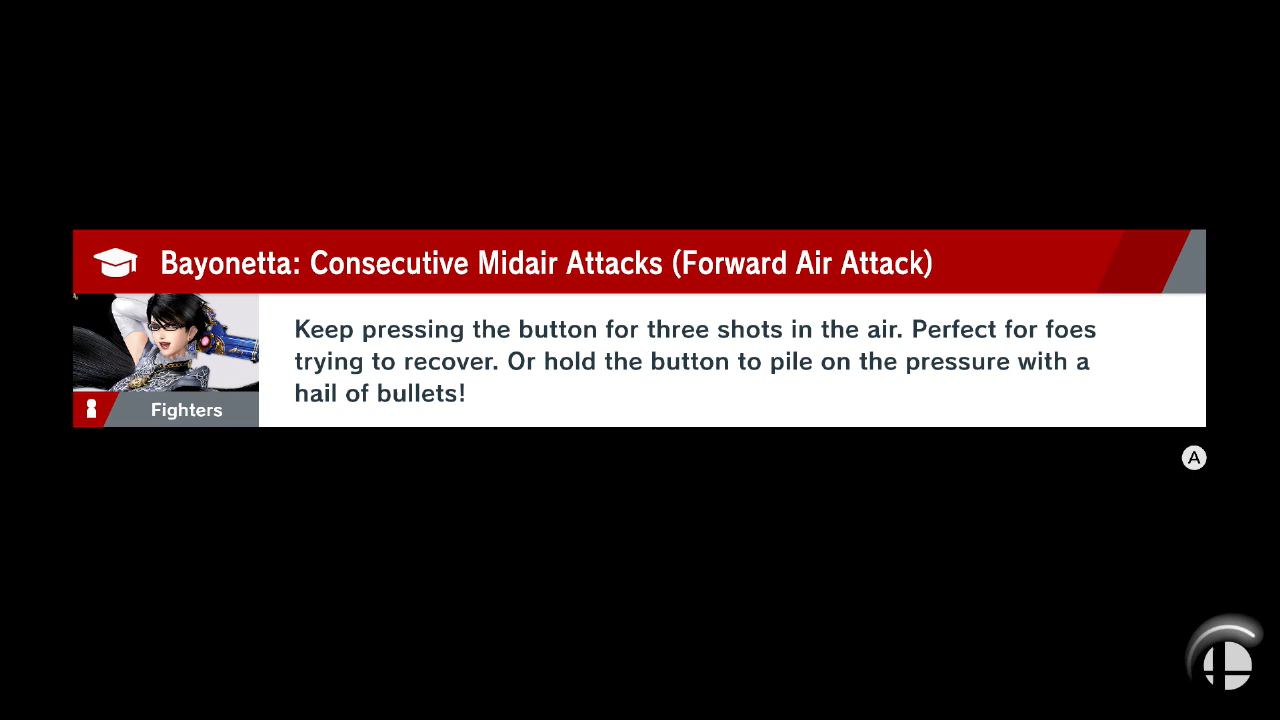 Bayonetta: Consecutive Midair Attacks (Forward Air Attack)
Keep pressing the button for three shots in the air. Perfect for foes
trying to recover. Or hold the button to pile on the pressure with a
hail of bullets!
Fighters
A